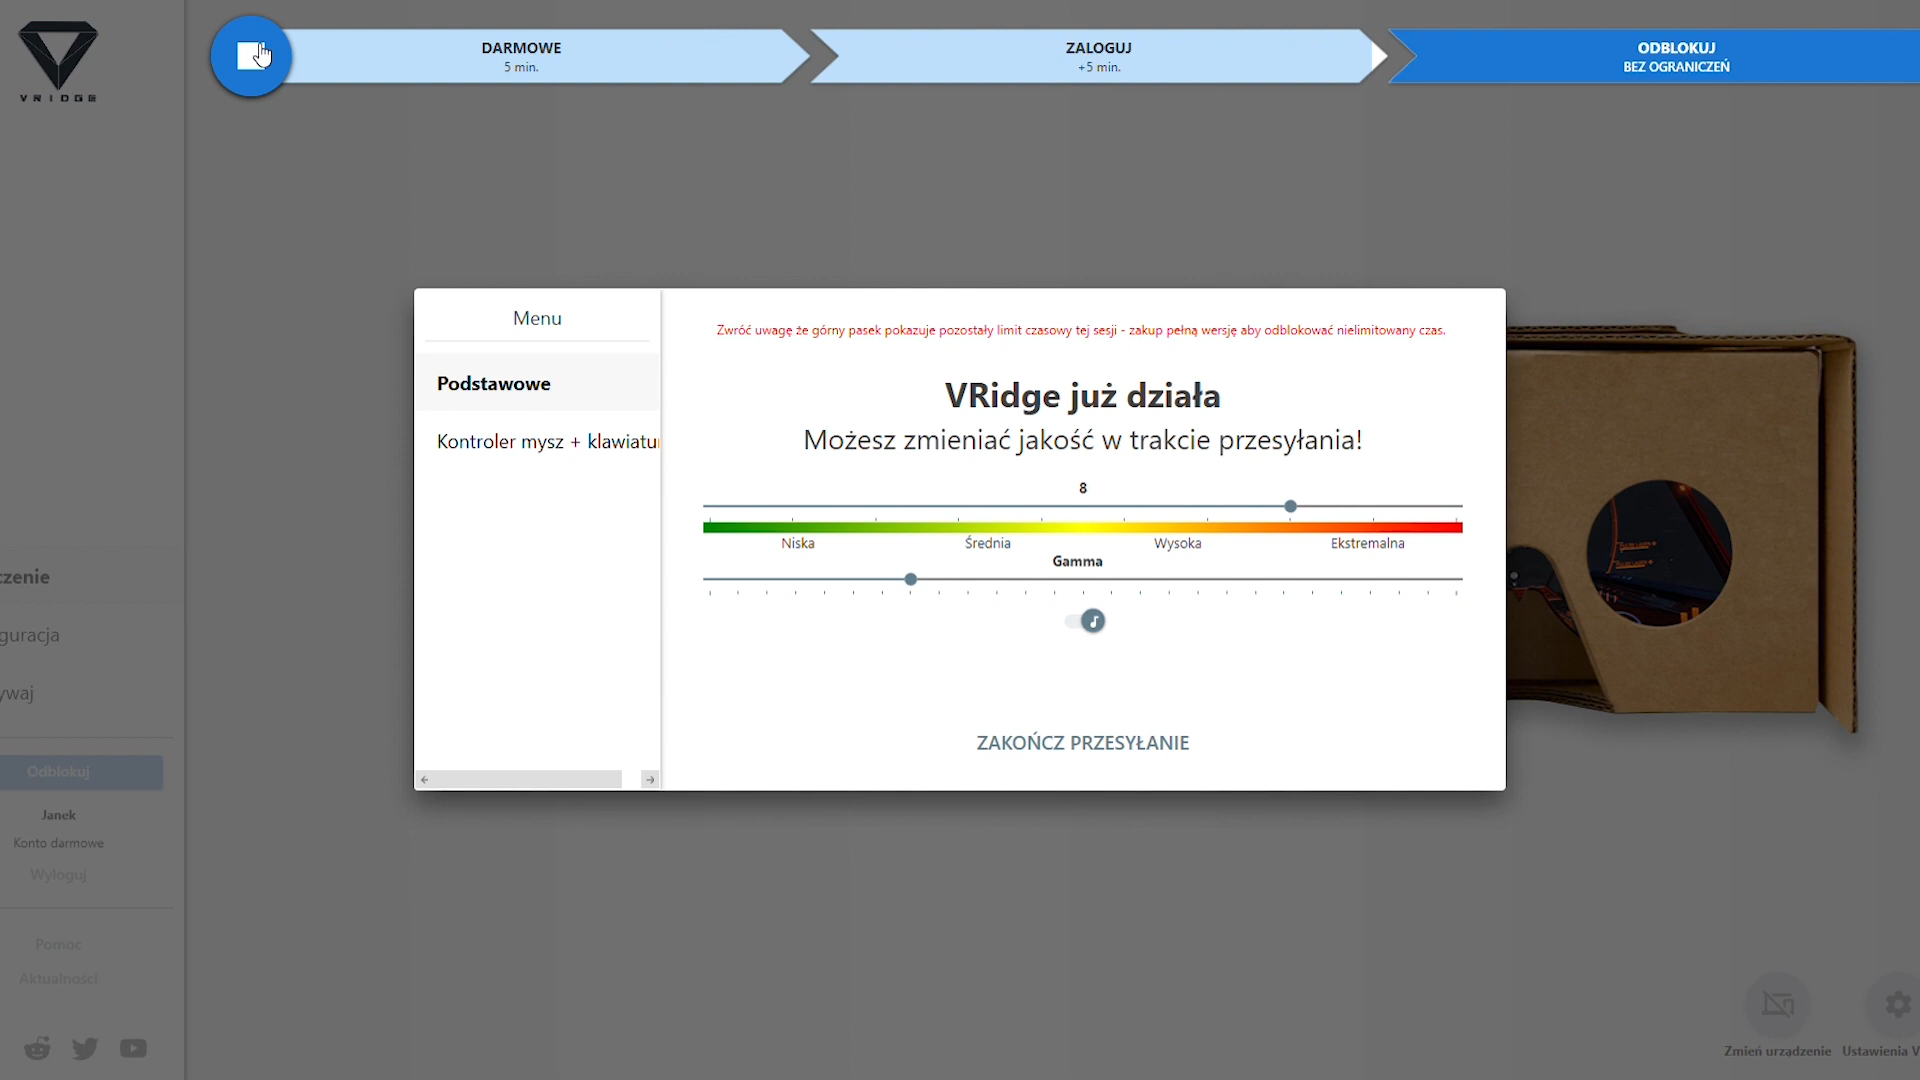 VRIDGE
DARMOWE
5 min.
ZALOGUJ
+5 min.
ODBLOKUJ
BEZ OGRANICZEŃ
Menu
Podstawowe
Kontroler mysz + klawiatu
Zwróć uwagę że górny pasek pokazuje pozostały limit czasowy tej sesji - zakup pełną wersję aby odblokować nielimitowany czas.
VRidge już działa
Możesz zmieniać jakość w trakcie przesyłania!
8
Niska
Średnia
Wysoka
Ekstremalna
Gamma
ZAKOŃCZ PRZESYŁANIE
czenie
guracja
ywaj
Odblokuj
Janek
Konto darmowe
Wyloguj
Pomoc
Aktualności
Zmień urządzenie
Ustawienia V